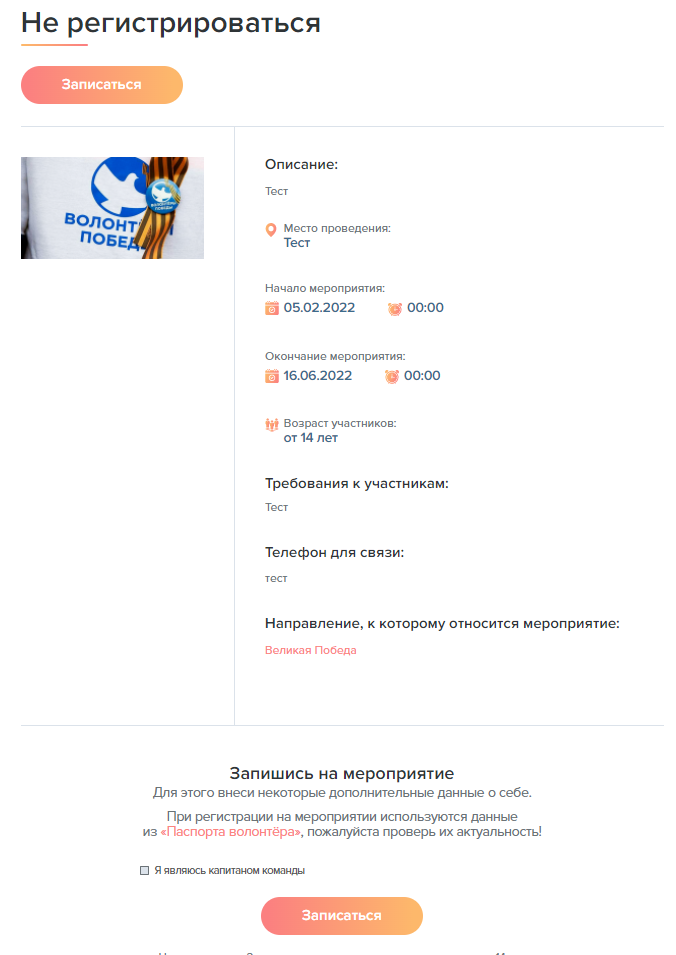 Не регистрироваться
Записаться
ВОЛОНТ
ПОБЕД
Описание:
Тест
Место проведения:
Тест
Начало мероприятия:
05.02.2022 00:00
Окончание мероприятия:
16.06.2022 00:00
Возраст участников:
от 14 лет
Требования к участникам:
Тест
Телефон для связи:
тест
Направление, к которому относится мероприятие:
Великая Победа
Запишись на мероприятие
Для этого внеси некоторые дополнительные данные о себе.
При регистрации на мероприятии используются данные
из «Паспорта волонтёра», пожалуйста проверь их актуальность!
Я являюсь капитаном команды
Записаться